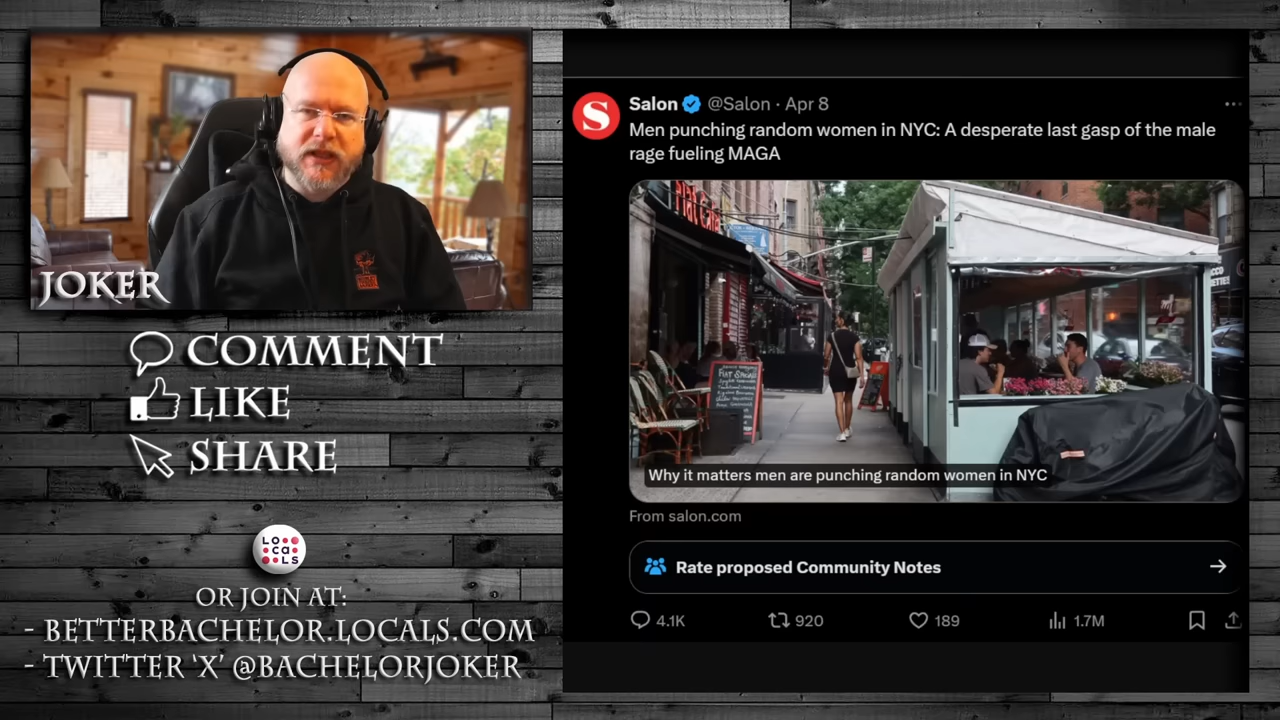 JOKER
COMMENT
LIKE
SHARE
LOCALS
OR JOIN AT:
- BETTERBACHELOR.LOCALS.COM
- TWITTER 'X' @BACHELORJOKER
S
Salon @Salon · Apr 8
Men punching random women in NYC: A desperate last gasp of the male
rage fueling MAGA
Why it matters men are punching random women in NYC
From salon.com
Rate proposed Community Notes
4.1K 920 189 1.7M